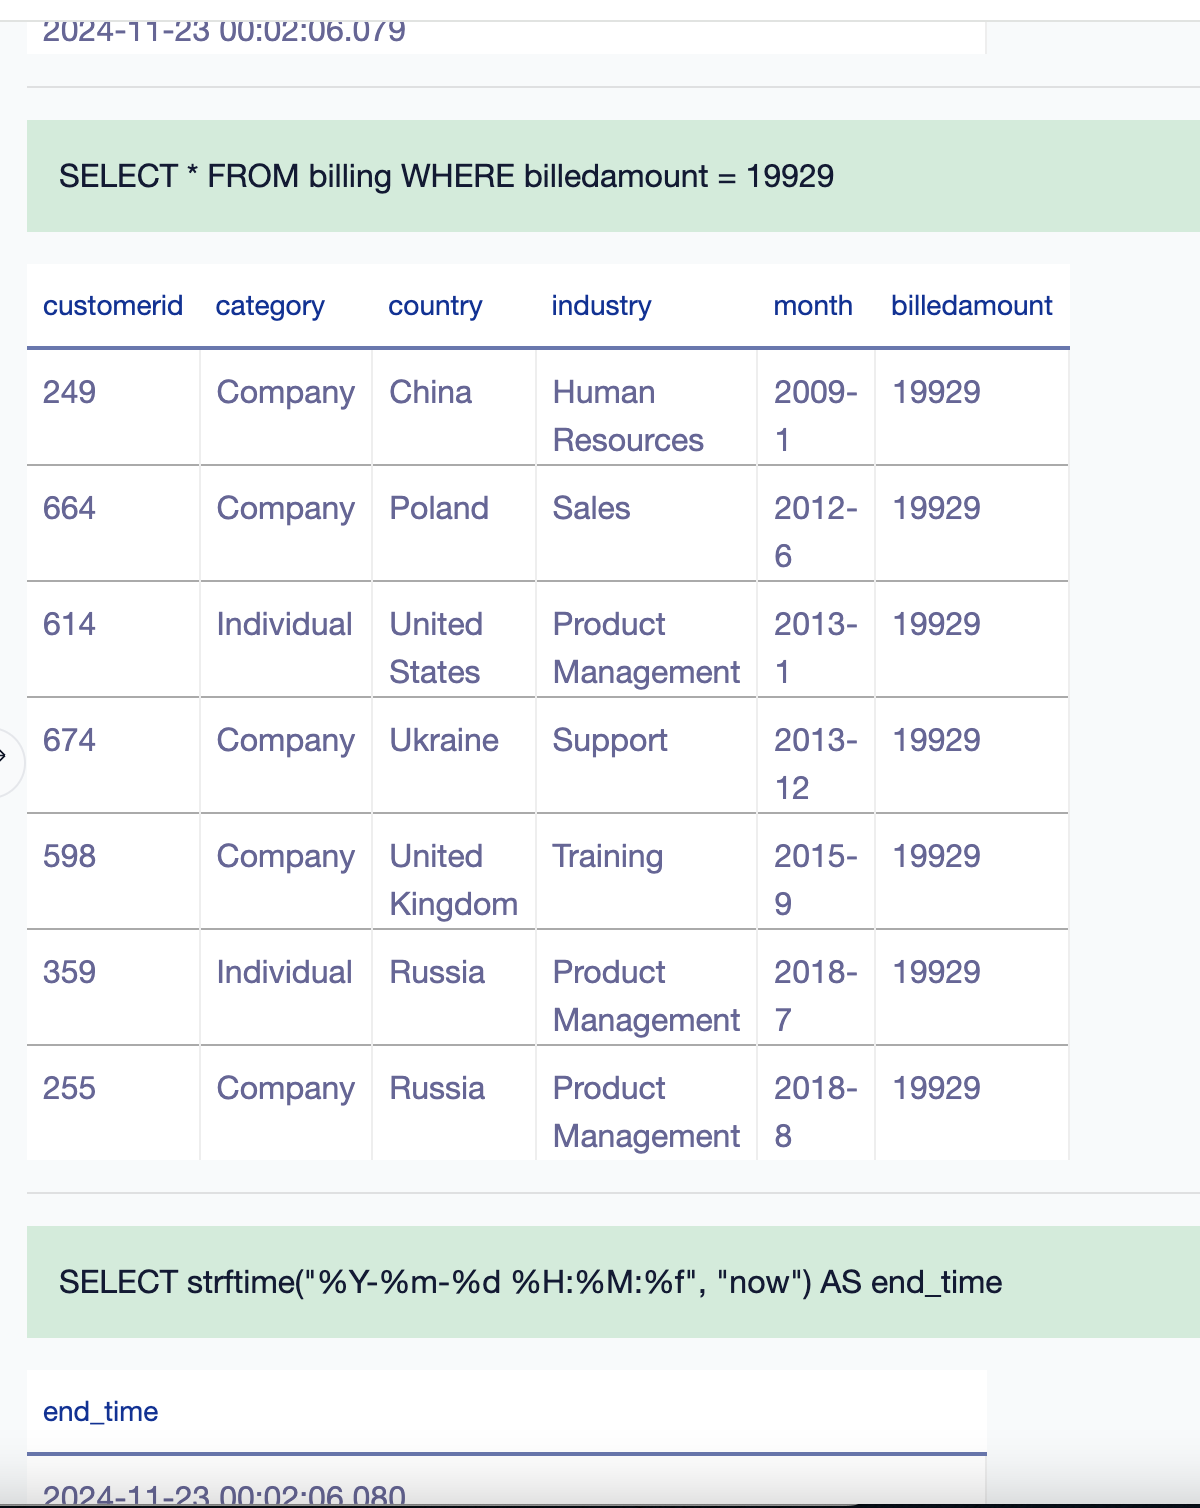 2024-11-23 00:02:06.079
SELECT * FROM billing WHERE billedamount = 19929
customerid category country industry month billedamount
249 Company China Human 2009- 19929
Resources 1
664 Company Poland Sales 2012- 19929
6
614 Individual United Product 2013- 19929
States Management 1
674 Company Ukraine Support 2013- 19929
12
598 Company United Training 2015- 19929
Kingdom 9
359 Individual Russia Product 2018- 19929
Management 7
255 Company Russia Product 2018- 19929
Management 8
SELECT strftime("%Y-%m-%d %H:%M:%f", "now") AS end_time
end_time
2024-11-23 00:02:06.080